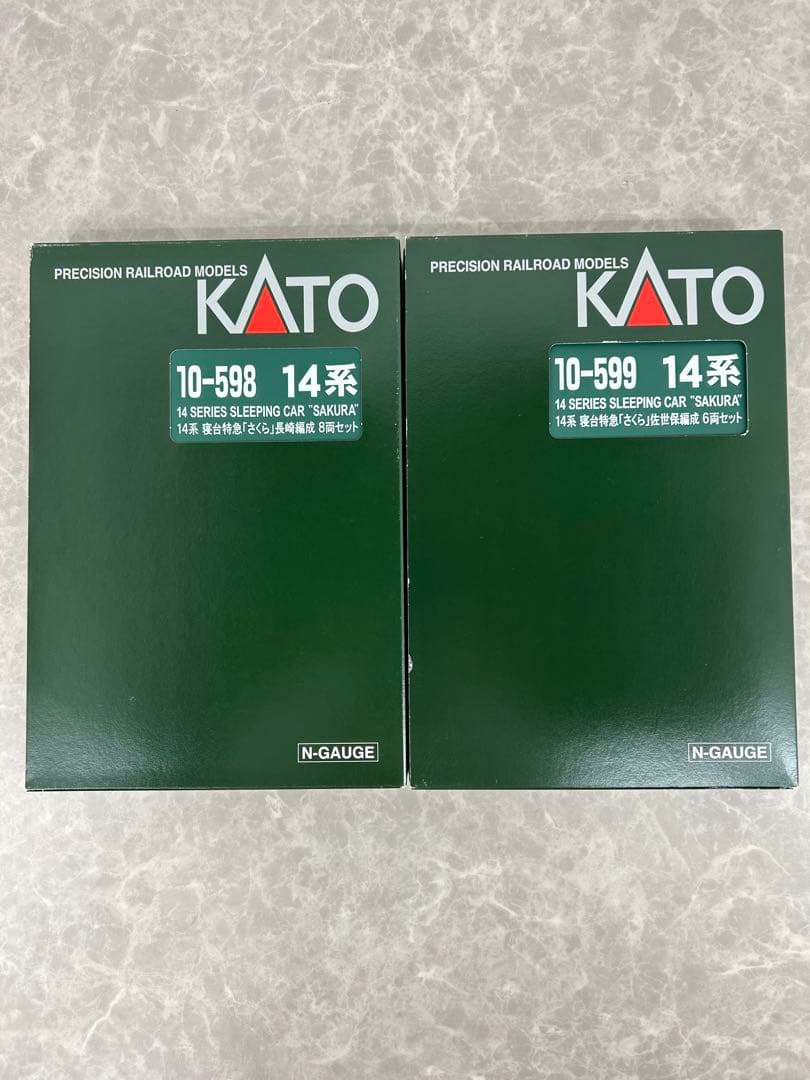 PRECISION RAILROAD MODELS
KATO
10-598 14系
14 SERIES SLEEPING CAR "SAKURA"
14系 寝台特急「さくら」長崎編成 8両セット
N-GAUGE
PRECISION RAILROAD MODELS
KATO
10-599 14系
14 SERIES SLEEPING CAR "SAKURA"
14系 寝台特急「さくら」佐世保編成 6両セット
N-GAUGE